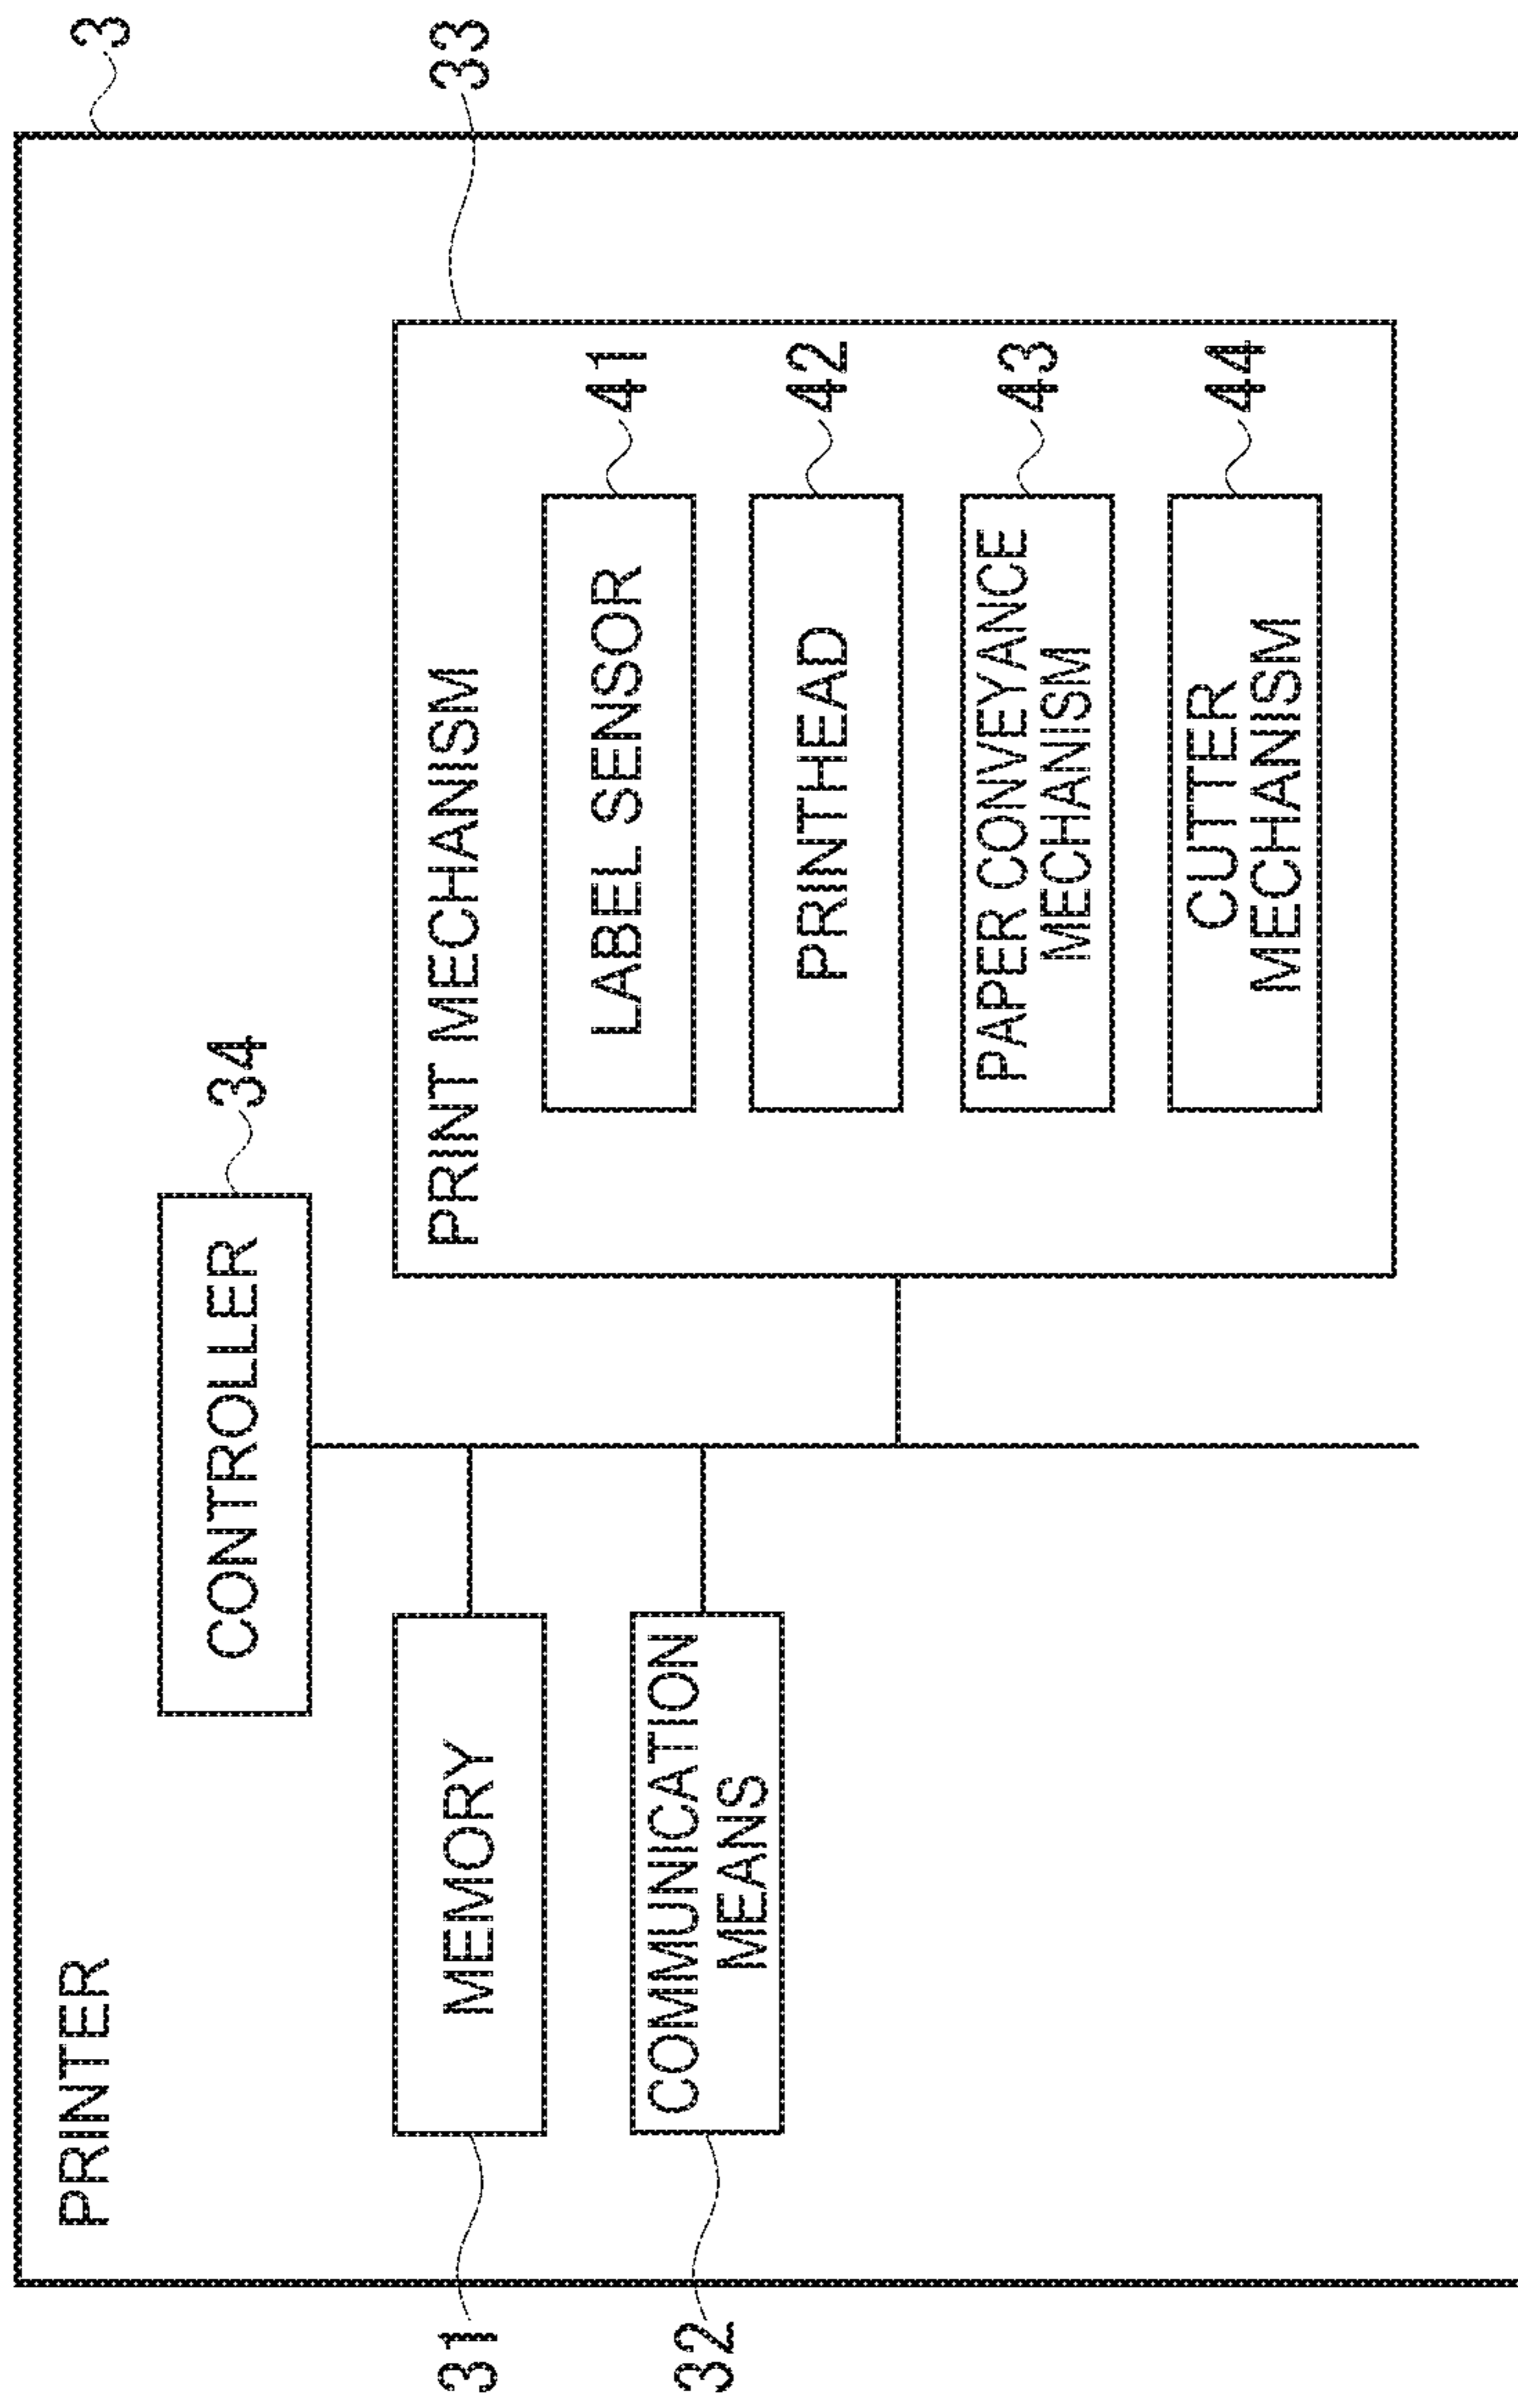 PRINTER
3
CONTROLLER
34
33
31
MEMORY
PRINT MECHANISM
LABEL SENSOR
41
32
COMMUNICATION
MEANS
PRINTHEAD
42
PAPER CONVEYANCE
MECHANISM
43
CUTTER
MECHANISM
44